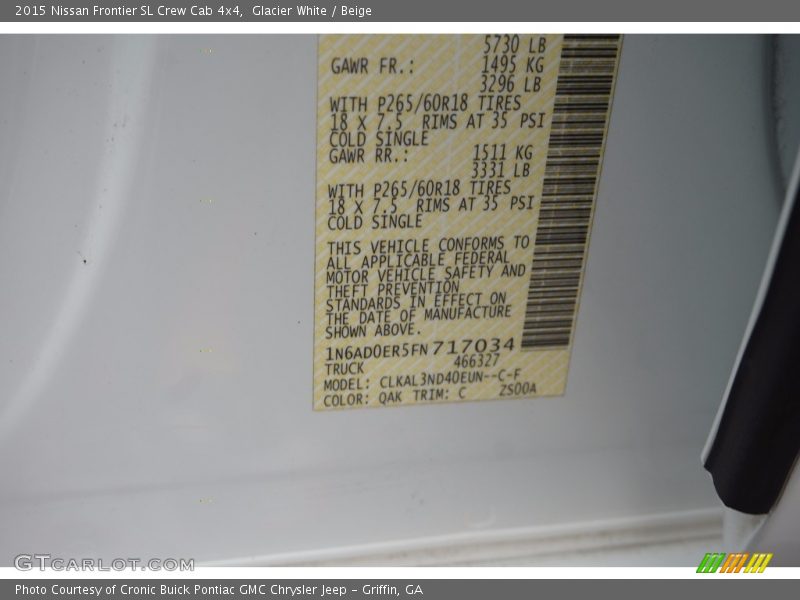 2015 Nissan Frontier SL Crew Cab 4x4, Glacier White / Beige
5730 LB
GAWR FR.: 1495 KG
3296 LB
WITH P265/60R18 TIRES
18 X 7.5 RIMS AT 35 PSI
COLD SINGLE
GAWR RR.: 1511 KG
3331 LB
WITH P265/60R18 TIRES
18 X 7.5 RIMS AT 35 PSI
COLD SINGLE
THIS VEHICLE CONFORMS TO
ALL APPLICABLE FEDERAL
MOTOR VEHICLE SAFETY AND
THEFT PREVENTION
STANDARDS IN EFFECT ON
THE DATE OF MANUFACTURE
SHOWN ABOVE.
1N6AD0ER5FN717034
TRUCK 466327
MODEL: CLKAL3ND40EUN--C-F
COLOR: QAK TRIM: C ZS00A
GTCARLOT.COM
Photo Courtesy of Cronic Buick Pontiac GMC Chrysler Jeep - Griffin, GA